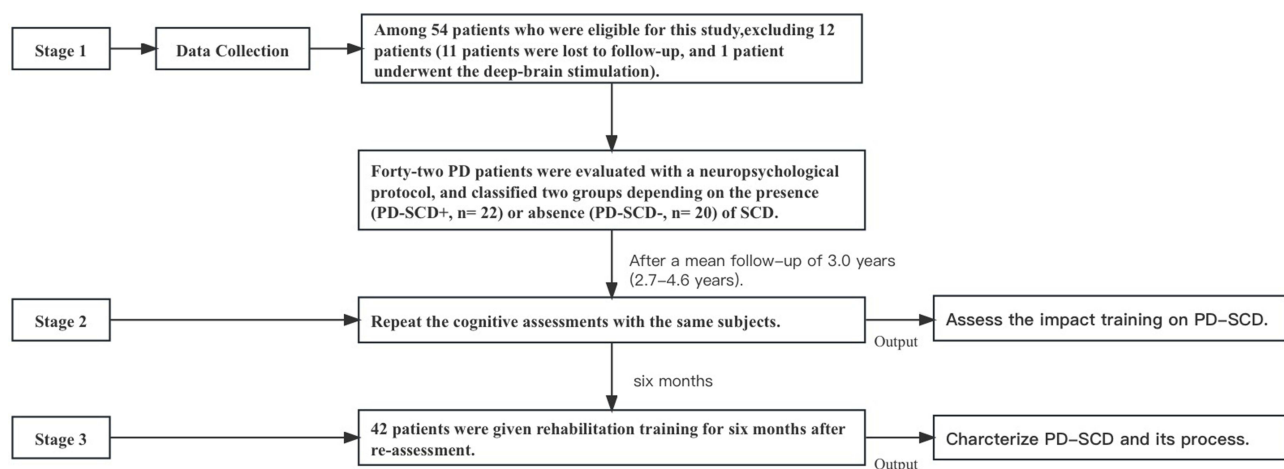 Stage 1
Data Collection
Among 54 patients who were eligible for this study,excluding 12
patients (11 patients were lost to follow-up, and 1 patient
underwent the deep-brain stimulation).
Forty-two PD patients were evaluated with a neuropsychological
protocol, and classified two groups depending on the presence
(PD-SCD+, n= 22) or absence (PD-SCD-, n= 20) of SCD.
After a mean follow-up of 3.0 years
(2.7–4.6 years).
Stage 2
Repeat the cognitive assessments with the same subjects.
Output
Assess the impact training on PD–SCD.
six months
Stage 3
42 patients were given rehabilitation training for six months after
re-assessment.
Output
Charcterize PD–SCD and its process.